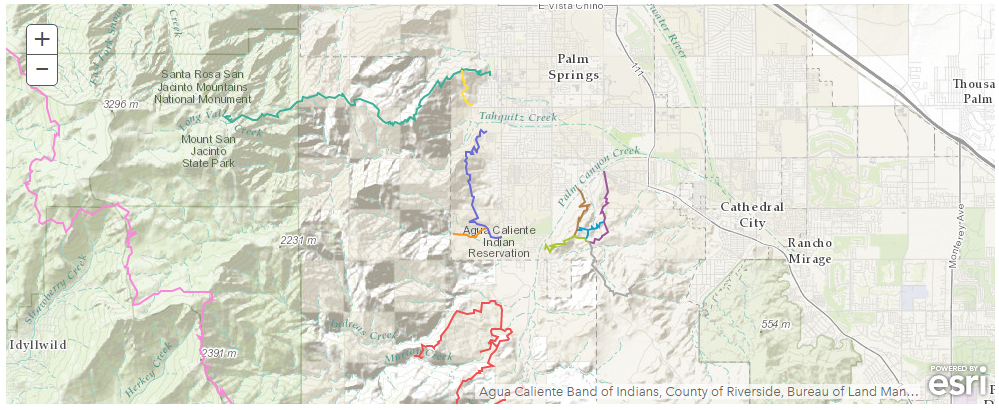 E Vista Chino
+
−
Palm
Springs
111
Santa Rosa San
Jacinto Mountains
National Monument
3296 m
Creek
Long Valley Creek
Mount San
Jacinto
State Park
Thousa
Palm
Tahquitz Creek
Palm Canyon Creek
Cathedral
City
Rancho
Mirage
Monterey-Ave
Agua Caliente
Indian
Reservation
2231 m
Strawberry Creek
Idyllwild
Herkey Creek
2391 m
Andreas Creek
Murray Creek
554 m
Agua Caliente Band of Indians, County of Riverside, Bureau of Land Man...
POWERED BY
esri